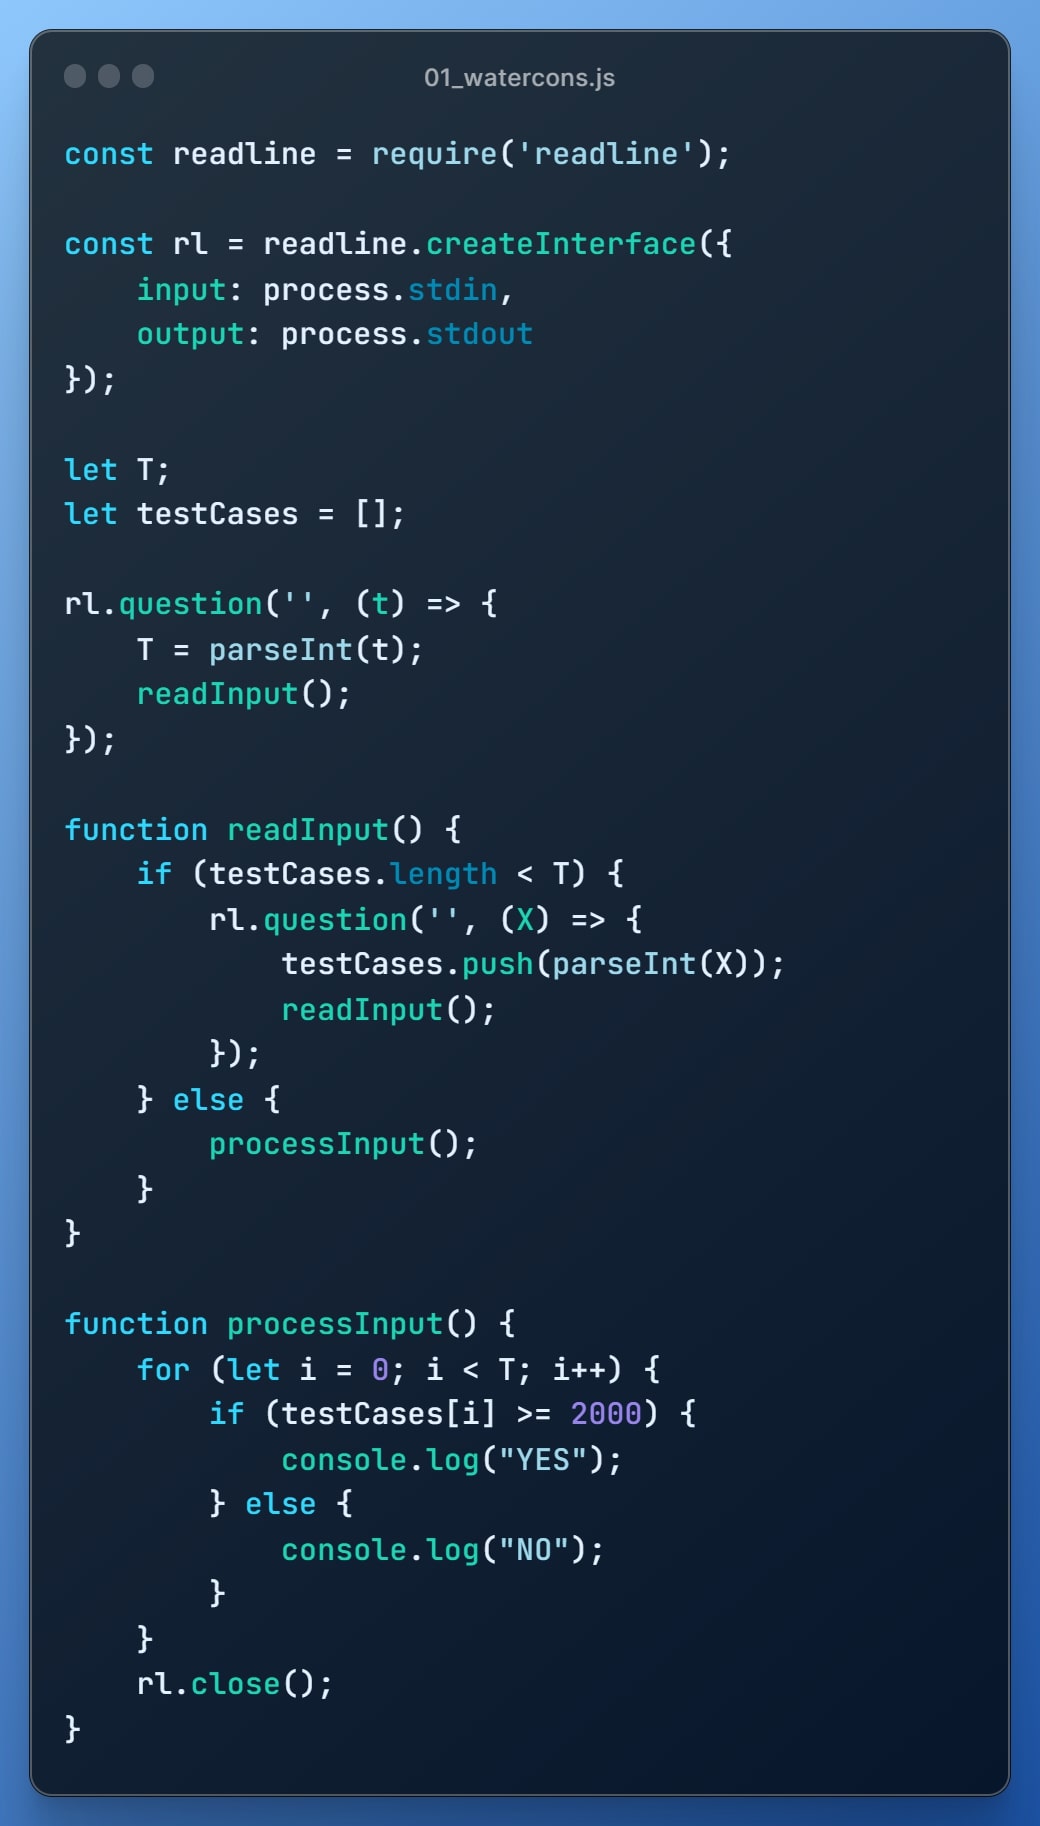 01_watercons.js
const readline = require('readline');
const rl = readline.createInterface({
    input: process.stdin,
    output: process.stdout
});
let T;
let testCases = [];
rl.question('', (t) => {
    T = parseInt(t);
    readInput();
});
function readInput() {
    if (testCases.length < T) {
        rl.question('', (X) => {
            testCases.push(parseInt(X));
            readInput();
        });
    } else {
        processInput();
    }
}
function processInput() {
    for (let i = 0; i < T; i++) {
        if (testCases[i] >= 2000) {
            console.log("YES");
        } else {
            console.log("NO");
        }
    }
    rl.close();
}